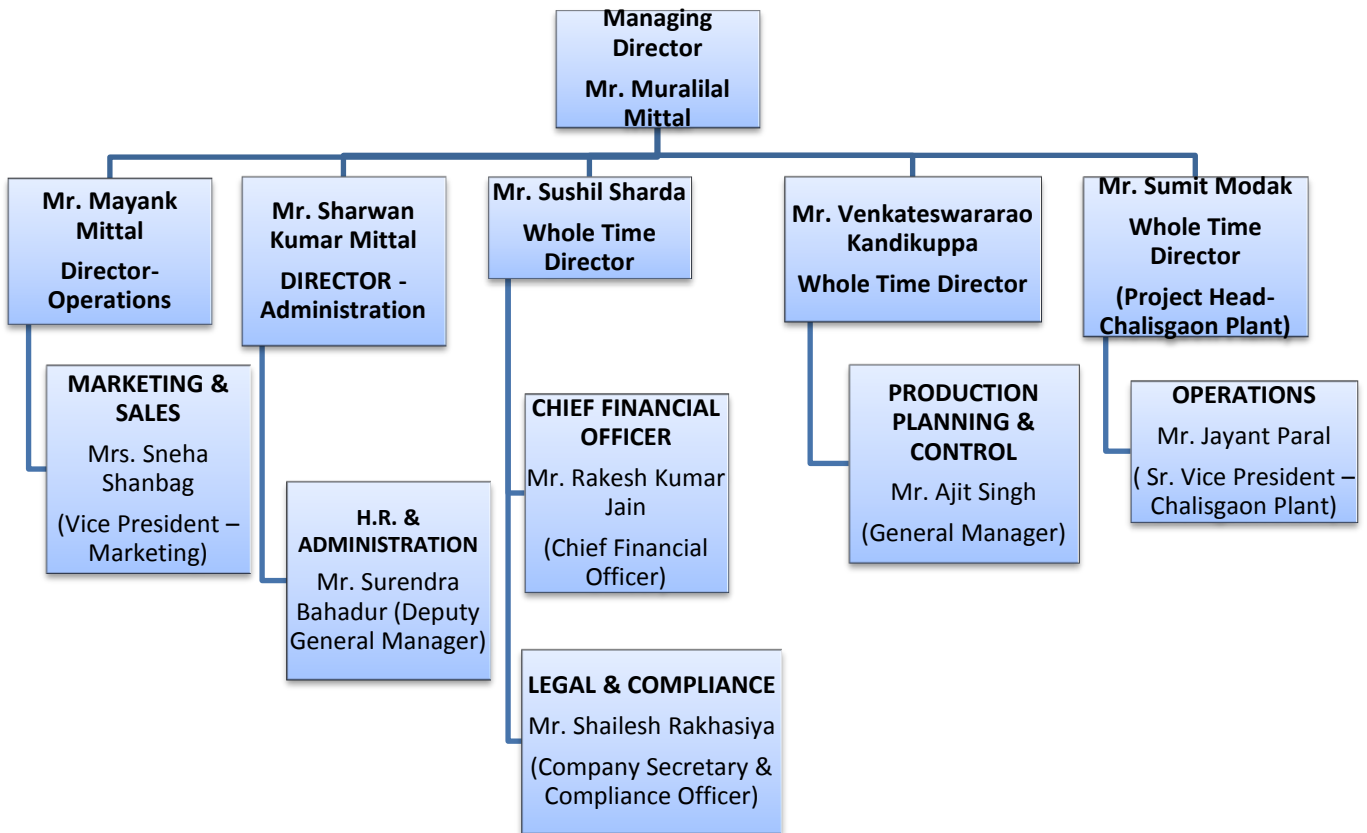 Managing
Director
Mr. Muralilal
Mittal
Mr. Mayank
Mittal
Director-
Operations
Mr. Sharwan
Kumar Mittal
DIRECTOR -
Administration
Mr. Sushil Sharda
Whole Time
Director
Mr. Venkateswararao
Kandikuppa
Whole Time Director
Mr. Sumit Modak
Whole Time
Director
(Project Head-
Chalisgaon Plant)
MARKETING &
SALES
Mrs. Sneha
Shanbag
(Vice President –
Marketing)
H.R. &
ADMINISTRATION
Mr. Surendra
Bahadur (Deputy
General Manager)
CHIEF FINANCIAL
OFFICER
Mr. Rakesh Kumar
Jain
(Chief Financial
Officer)
LEGAL & COMPLIANCE
Mr. Shailesh Rakhasiya
(Company Secretary &
Compliance Officer)
PRODUCTION
PLANNING &
CONTROL
Mr. Ajit Singh
(General Manager)
OPERATIONS
Mr. Jayant Paral
( Sr. Vice President –
Chalisgaon Plant)